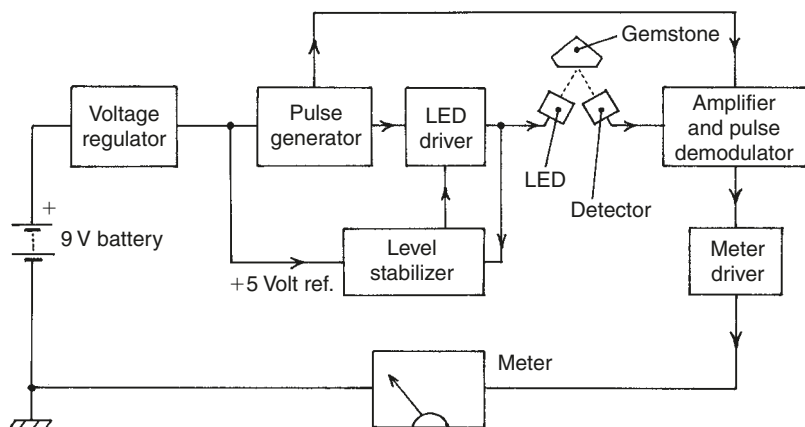 Gemstone
Voltage
regulator
Pulse
generator
LED
driver
Amplifier
and pulse
demodulator
LED
Detector
+
9 V battery
Level
stabilizer
+5 Volt ref.
Meter
driver
Meter